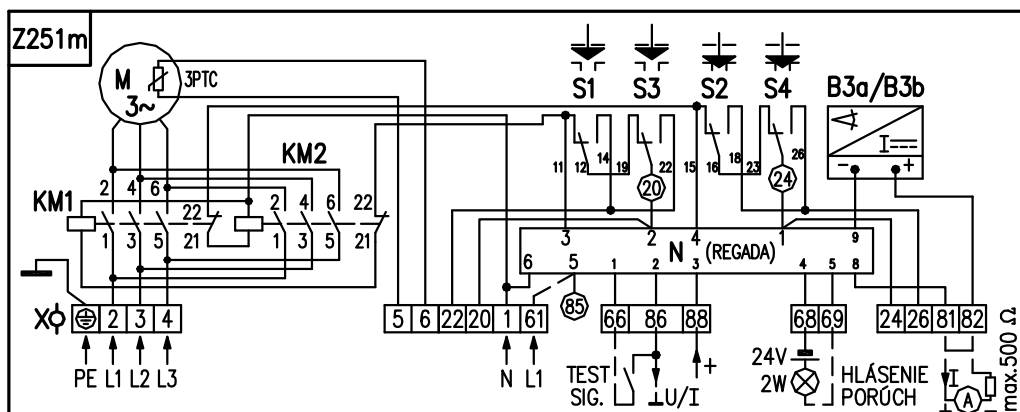 Z251m
M
3~
3PTC
S1 S3 S2 S4 B3a/B3b
I
- +
KM2
KM1
2 4 6
1 3 5
22
21
2 4 6
1 3 5
22
21
11 12 14 19 22 15 16 18 23 26
20
24
3 2 4 1 9
N (REGADA)
6 5 1 2 3 4 5 8
85
X
2 3 4
5 6 22 20 1 61
66 86 88
68 69
24 26 81 82
PE L1 L2 L3
N L1
TEST
SIG.
⊥U/I
+
24V
2W
HLÁSENIE
PORÚCH
I
A
max.500 Ω